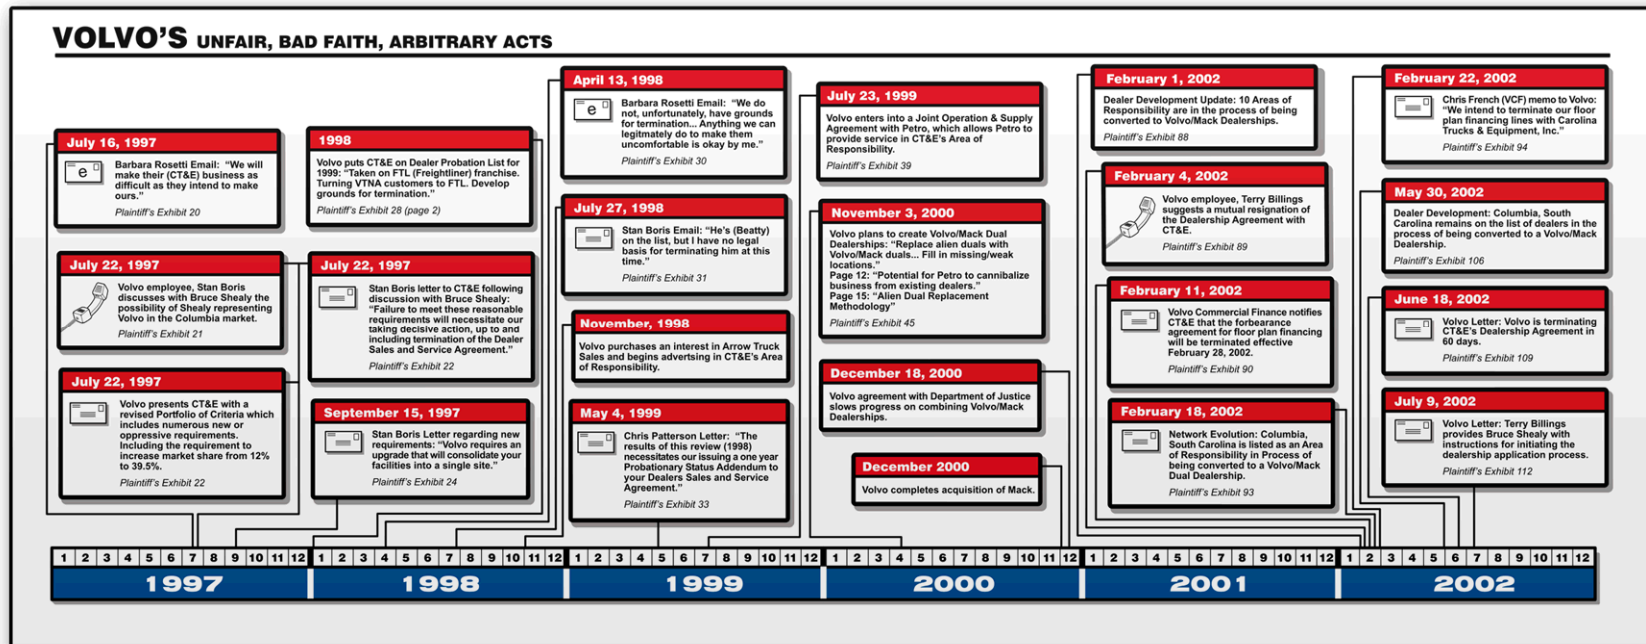 VOLVO'S UNFAIR, BAD FAITH, ARBITRARY ACTS
July 16, 1997
e
Barbara Rosetti Email: “We will
make their (CT&E) business as
difficult as they intend to make
ours.”
Plaintiff's Exhibit 20
July 22, 1997
Volvo employee, Stan Boris
discusses with Bruce Shealy the
possibility of Shealy representing
Volvo in the Columbia market.
Plaintiff's Exhibit 21
July 22, 1997
Volvo presents CT&E with a
revised Portfolio of Criteria which
includes numerous new or
oppressive requirements.
Including the requirement to
increase market share from 12%
to 39.5%.
Plaintiff's Exhibit 22
1998
Volvo puts CT&E on Dealer Probation List for
1999: “Taken on FTL (Freightliner) franchise.
Turning VTNA customers to FTL. Develop
grounds for termination.”
Plaintiff's Exhibit 28 (page 2)
July 22, 1997
Stan Boris letter to CT&E following
discussion with Bruce Shealy:
“Failure to meet these reasonable
requirements will necessitate our
taking decisive action, up to and
including termination of the Dealer
Sales and Service Agreement.”
Plaintiff's Exhibit 22
September 15, 1997
Stan Boris Letter regarding new
requirements: “Volvo requires an
upgrade that will consolidate your
facilities into a single site.”
Plaintiff's Exhibit 24
April 13, 1998
e
Barbara Rosetti Email: “We do
not, unfortunately, have grounds
for termination... Anything we can
legitimately do to make them
uncomfortable is okay by me.”
Plaintiff's Exhibit 30
July 27, 1998
Stan Boris Email: “He's (Beatty)
on the list, but I have no legal
basis for terminating him at this
time.”
Plaintiff's Exhibit 31
November, 1998
Volvo purchases an interest in Arrow Truck
Sales and begins advertsing in CT&E's Area
of Responsibility.
May 4, 1999
Chris Patterson Letter: “The
results of this review (1998)
necessitates our issuing a one year
Probationary Status Addendum to
your Dealers Sales and Service
Agreement.”
Plaintiff's Exhibit 33
July 23, 1999
Volvo enters into a Joint Operation & Supply
Agreement with Petro, which allows Petro to
provide service in CT&E's Area of
Responsibility.
Plaintiff's Exhibit 39
November 3, 2000
Volvo plans to create Volvo/Mack Dual
Dealerships: “Replace alien duals with
Volvo/Mack duals... Fill in missing/weak
locations.”
Page 12: “Potential for Petro to cannibalize
business from existing dealers.”
Page 15: “Alien Dual Replacement
Methodology”
Plaintiff's Exhibit 45
December 18, 2000
Volvo agreement with Department of Justice
slows progress on combining Volvo/Mack
Dealerships.
December 2000
Volvo completes acquisition of Mack.
February 1, 2002
Dealer Development Update: 10 Areas of
Responsibility are in the process of being
converted to Volvo/Mack Dealerships.
Plaintiff's Exhibit 88
February 4, 2002
Volvo employee, Terry Billings
suggests a mutual resignation of
the Dealership Agreement with
CT&E.
Plaintiff's Exhibit 89
February 11, 2002
Volvo Commercial Finance notifies
CT&E that the forbearance
agreement for floor plan financing
will be terminated effective
February 28, 2002.
Plaintiff's Exhibit 90
February 18, 2002
Network Evolution: Columbia,
South Carolina is listed as an Area
of Responsibility in Process of
being converted to a Volvo/Mack
Dual Dealership.
Plaintiff's Exhibit 93
February 22, 2002
Chris French (VCF) memo to Volvo:
“We intend to terminate our floor
plan financing lines with Carolina
Trucks & Equipment, Inc.”
Plaintiff's Exhibit 94
May 30, 2002
Dealer Development: Columbia, South
Carolina remains on the list of dealers in the
process of being converted to a Volvo/Mack
Dealership.
Plaintiff's Exhibit 106
June 18, 2002
Volvo Letter: Volvo is terminating
CT&E's Dealership Agreement in
60 days.
Plaintiff's Exhibit 109
July 9, 2002
Volvo Letter: Terry Billings
provides Bruce Shealy with
instructions for initiating the
dealership application process.
Plaintiff's Exhibit 112
1 2 3 4 5 6 7 8 9 10 11 12 1 2 3 4 5 6 7 8 9 10 11 12 1 2 3 4 5 6 7 8 9 10 11 12 1 2 3 4 5 6 7 8 9 10 11 12 1 2 3 4 5 6 7 8 9 10 11 12 1 2 3 4 5 6 7 8 9 10 11 12
1997 1998 1999 2000 2001 2002